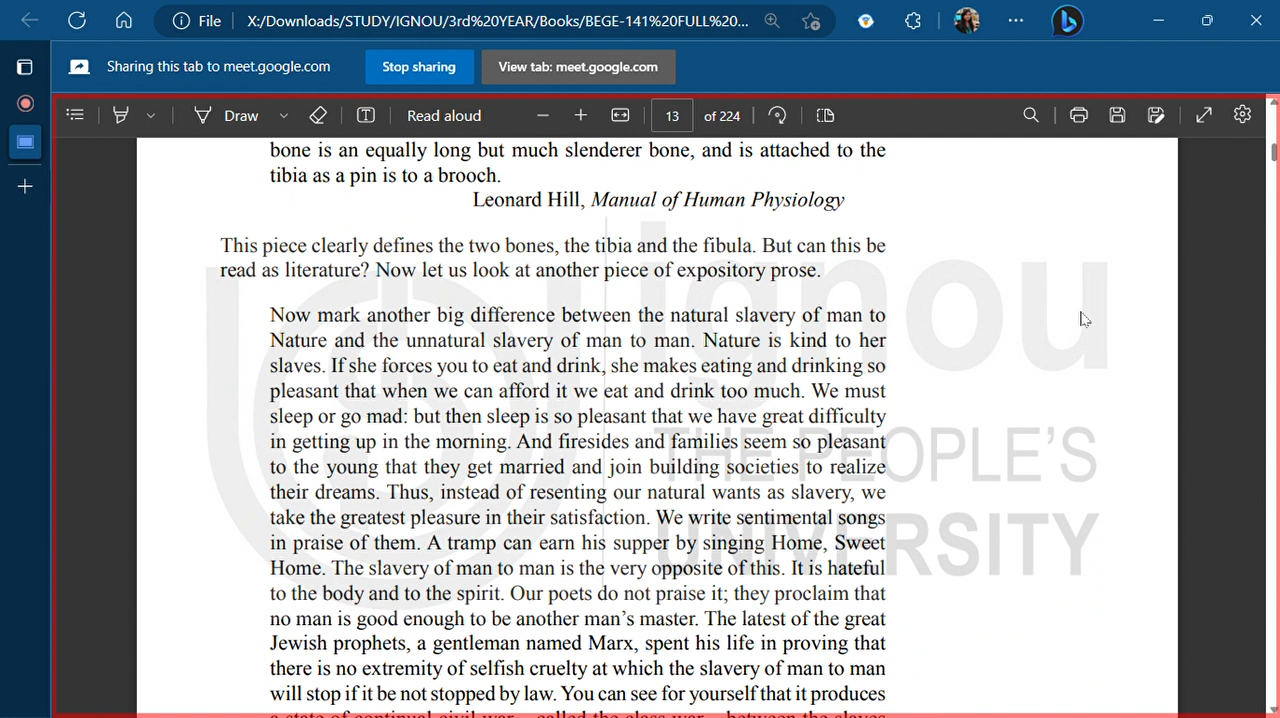 File
X:/Downloads/STUDY/IGNOU/3rd%20YEAR/Books/BEGE-141%20FULL%20...
Sharing this tab to meet.google.com
Stop sharing
View tab: meet.google.com
Draw
Read aloud
13
of 224
bone is an equally long but much slenderer bone, and is attached to the
tibia as a pin is to a brooch.
Leonard Hill, Manual of Human Physiology
This piece clearly defines the two bones, the tibia and the fibula. But can this be
read as literature? Now let us look at another piece of expository prose.
Now mark another big difference between the natural slavery of man to
Nature and the unnatural slavery of man to man. Nature is kind to her
slaves. If she forces you to eat and drink, she makes eating and drinking so
pleasant that when we can afford it we eat and drink too much. We must
sleep or go mad: but then sleep is so pleasant that we have great difficulty
in getting up in the morning. And firesides and families seem so pleasant
to the young that they get married and join building societies to realize
their dreams. Thus, instead of resenting our natural wants as slavery, we
take the greatest pleasure in their satisfaction. We write sentimental songs
in praise of them. A tramp can earn his supper by singing Home, Sweet
Home. The slavery of man to man is the very opposite of this. It is hateful
to the body and to the spirit. Our poets do not praise it; they proclaim that
no man is good enough to be another man's master. The latest of the great
Jewish prophets, a gentleman named Marx, spent his life in proving that
there is no extremity of selfish cruelty at which the slavery of man to man
will stop if it be not stopped by law. You can see for yourself that it produces
a state of continual civil war – called the class war – between the slaves
ignou
THE PEOPLE'S
UNIVERSITY